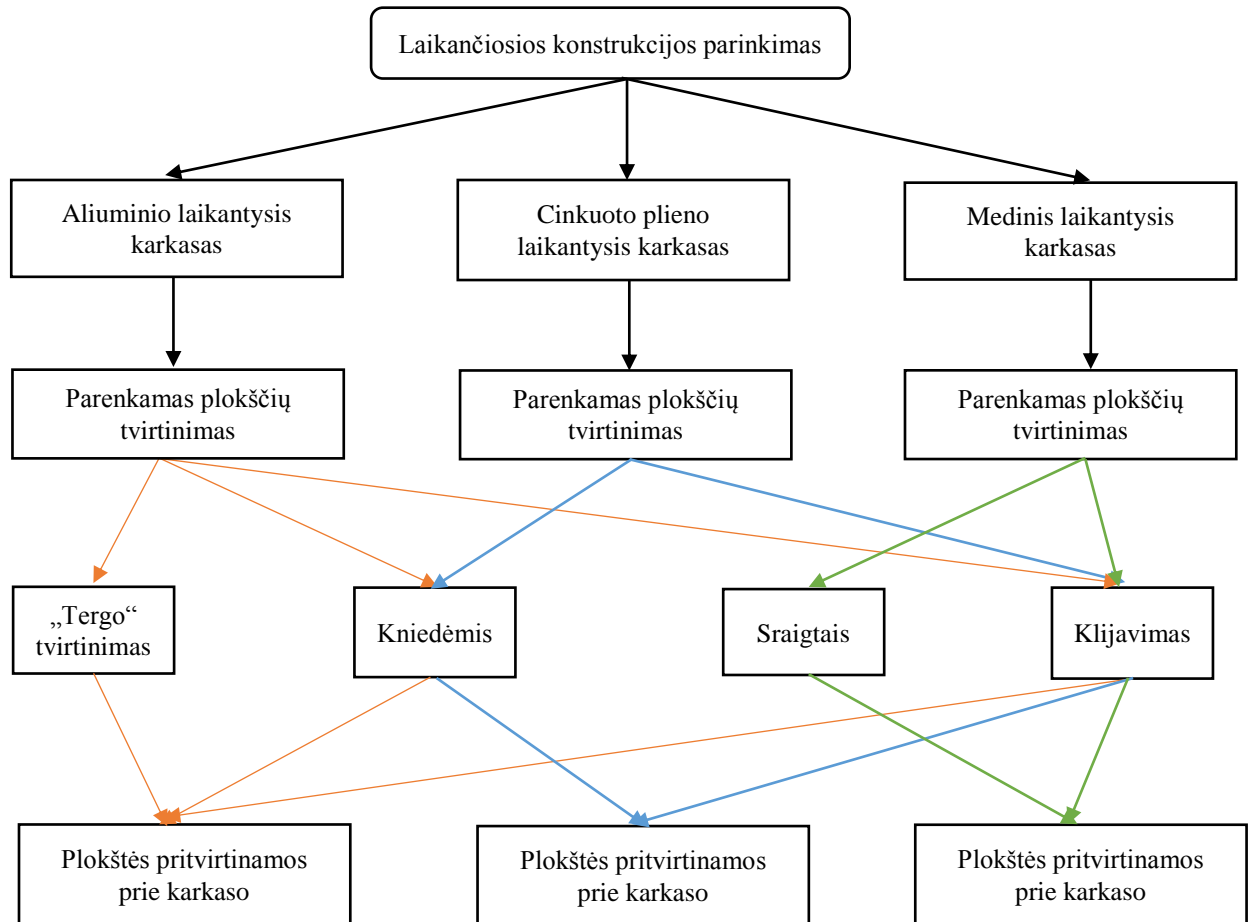 Laikančiosios konstrukcijos parinkimas
Aliuminio laikantysis
karkasas
Cinkuoto plieno
laikantysis karkasas
Medinis laikantysis
karkasas
Parenkamas plokščių
tvirtinimas
Parenkamas plokščių
tvirtinimas
Parenkamas plokščių
tvirtinimas
„Tergo“
tvirtinimas
Kniedėmis
Sraigtais
Klijavimas
Plokštės pritvirtinamos
prie karkaso
Plokštės pritvirtinamos
prie karkaso
Plokštės pritvirtinamos
prie karkaso